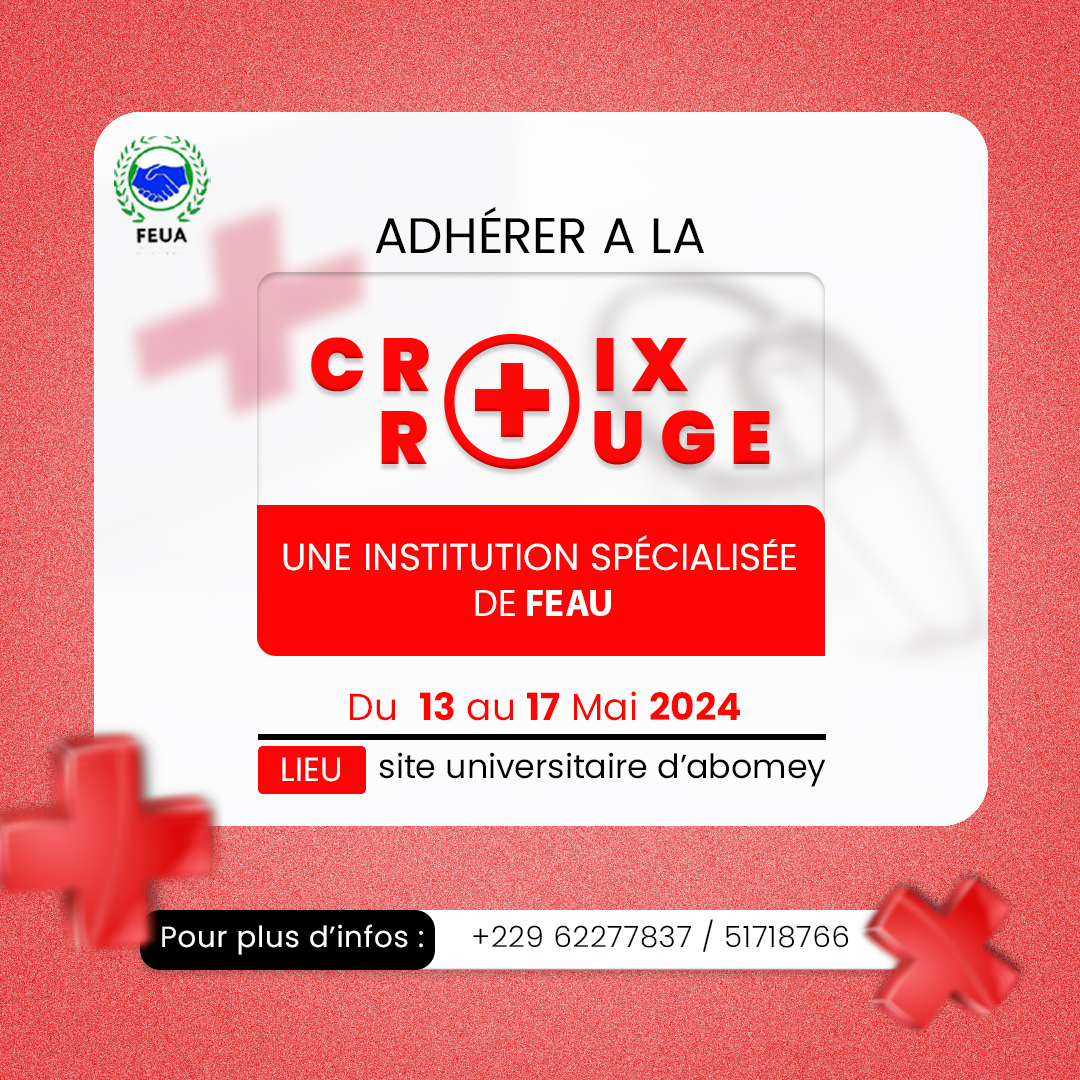 FEUA
ADHÉRER A LA
CROIX
ROUGE
UNE INSTITUTION SPÉCIALISÉE
DE FEAU
Du 13 au 17 Mai 2024
LIEU site universitaire d’abomey
Pour plus d’infos : +229 62277837 / 51718766